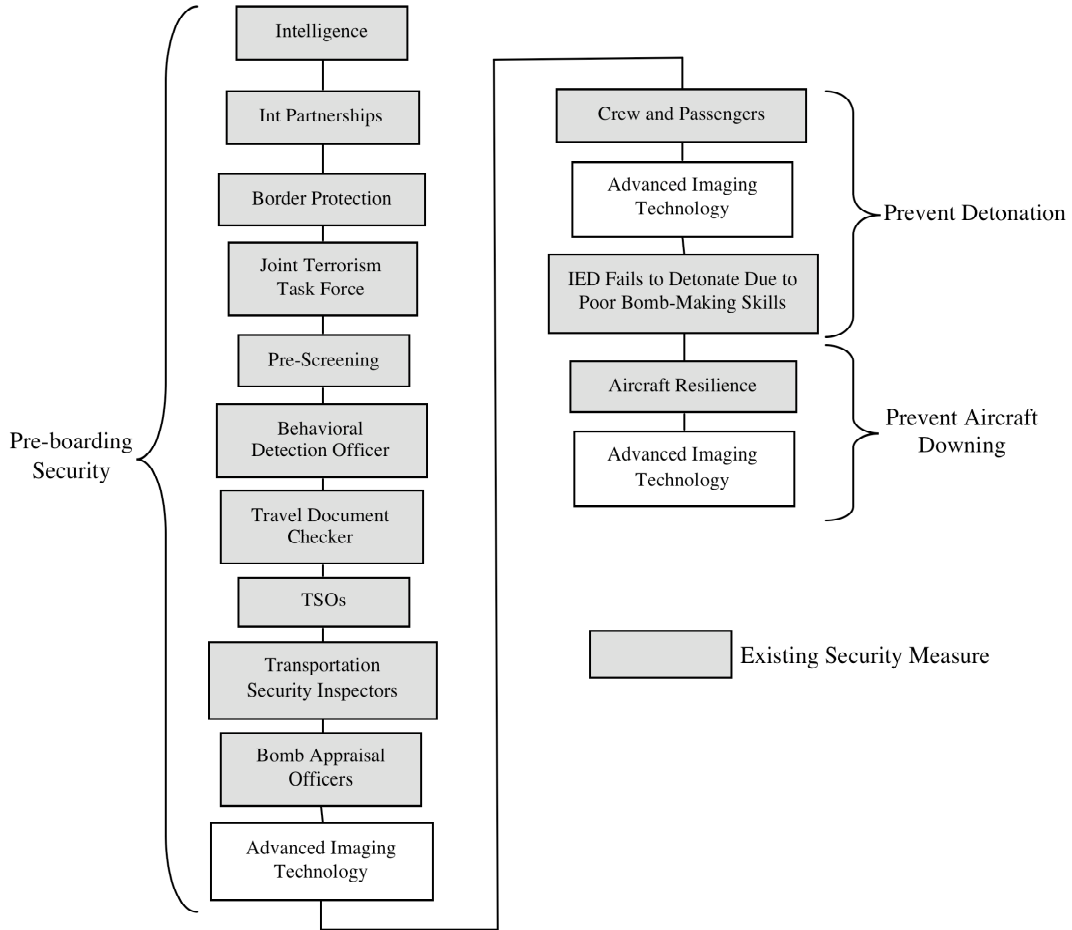 Intelligence
Int Partnerships
Border Protection
Joint Terrorism
Task Force
Pre-Screening
Behavioral
Detection Officer
Travel Document
Checker
TSOs
Transportation
Security Inspectors
Bomb Appraisal
Officers
Advanced Imaging
Technology
Pre-boarding
Security
Crew and Passengers
Advanced Imaging
Technology
IED Fails to Detonate Due to
Poor Bomb-Making Skills
Prevent Detonation
Aircraft Resilience
Advanced Imaging
Technology
Prevent Aircraft
Downing
Existing Security Measure